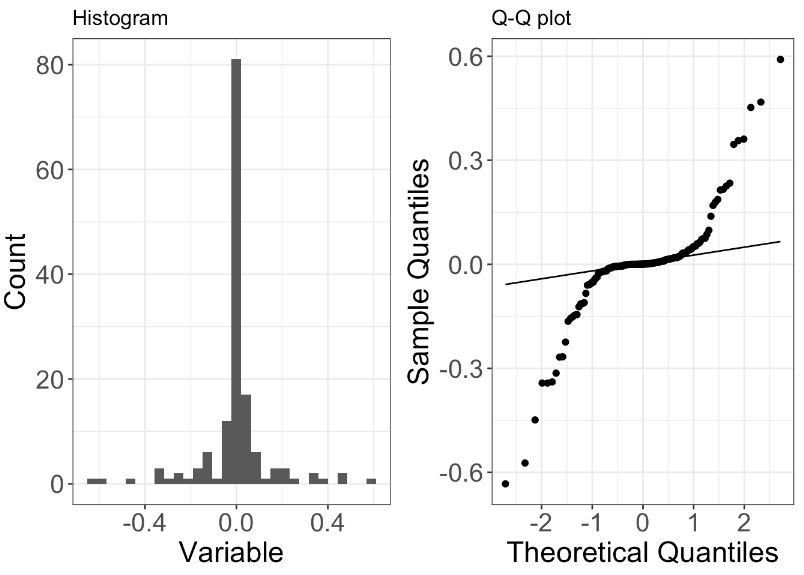 Histogram
80
60
40
20
0
Count
-0.4 0.0 0.4
Variable
Q-Q plot
0.6
0.3
0.0
-0.3
-0.6
Sample Quantiles
-2 -1 0 1 2
Theoretical Quantiles